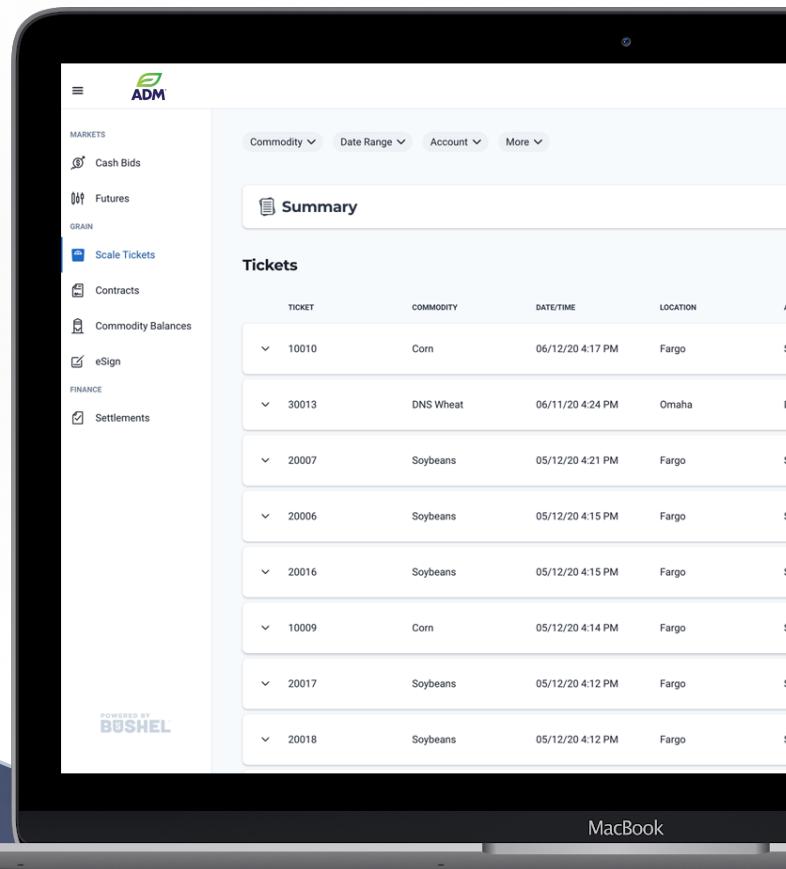 ADM
MARKETS
Cash Bids
Futures
GRAIN
Scale Tickets
Contracts
Commodity Balances
eSign
FINANCE
Settlements
POWERED BY
BUSHEL
Commodity Date Range Account More
Summary
Tickets
TICKET COMMODITY DATE/TIME LOCATION
10010 Corn 06/12/20 4:17 PM Fargo
30013 DNS Wheat 06/11/20 4:24 PM Omaha
20007 Soybeans 05/12/20 4:21 PM Fargo
20006 Soybeans 05/12/20 4:15 PM Fargo
20016 Soybeans 05/12/20 4:15 PM Fargo
10009 Corn 05/12/20 4:14 PM Fargo
20017 Soybeans 05/12/20 4:12 PM Fargo
20018 Soybeans 05/12/20 4:12 PM Fargo
MacBook